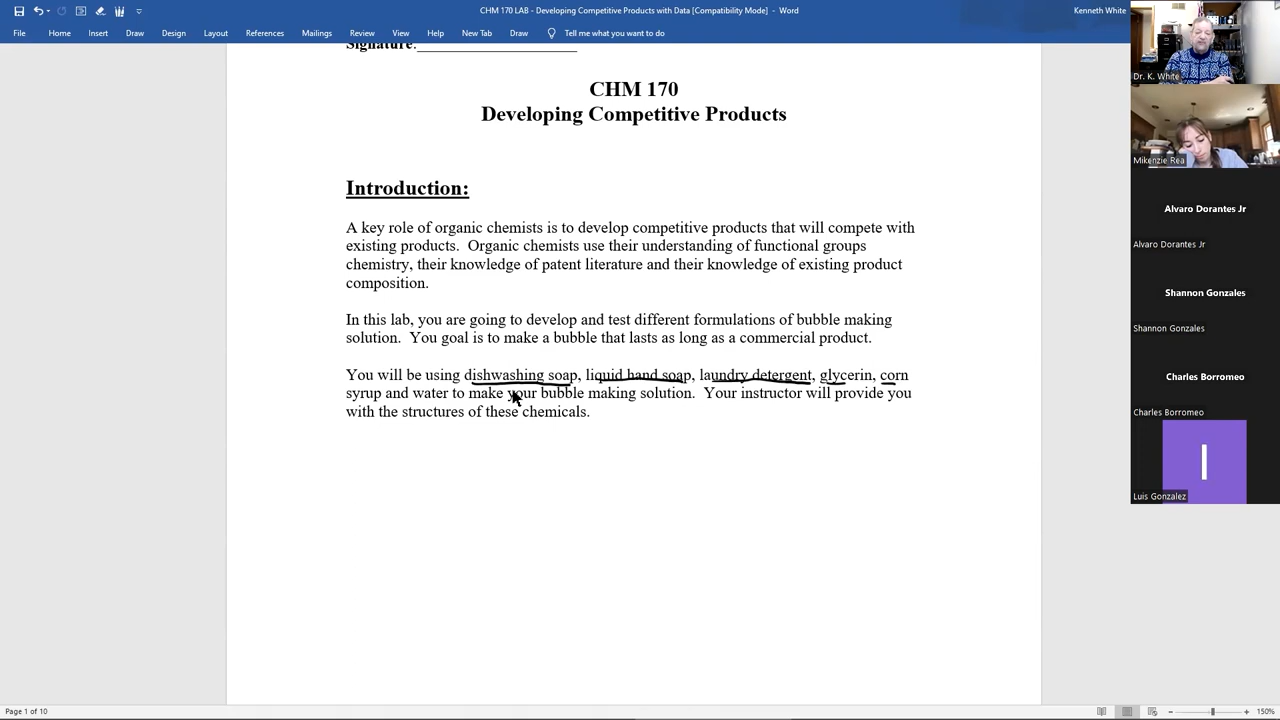 CHM 170 LAB - Developing Competitive Products with Data [Compatibility Mode] - Word
Kenneth White
File Home Insert Draw Design Layout References Mailings Review View Help New Tab Draw Tell me what you want to do
Signature:
CHM 170
Developing Competitive Products
Introduction:
A key role of organic chemists is to develop competitive products that will compete with
existing products. Organic chemists use their understanding of functional groups
chemistry, their knowledge of patent literature and their knowledge of existing product
composition.
In this lab, you are going to develop and test different formulations of bubble making
solution. You goal is to make a bubble that lasts as long as a commercial product.
You will be using dishwashing soap, liquid hand soap, laundry detergent, glycerin, corn
syrup and water to make your bubble making solution. Your instructor will provide you
with the structures of these chemicals.
Dr. K. White
Mikenzie Rea
Alvaro Dorantes Jr
Alvaro Dorantes Jr
Shannon Gonzales
Shannon Gonzales
Charles Borromeo
Charles Borromeo
Luis Gonzalez
Page 1 of 10
150%